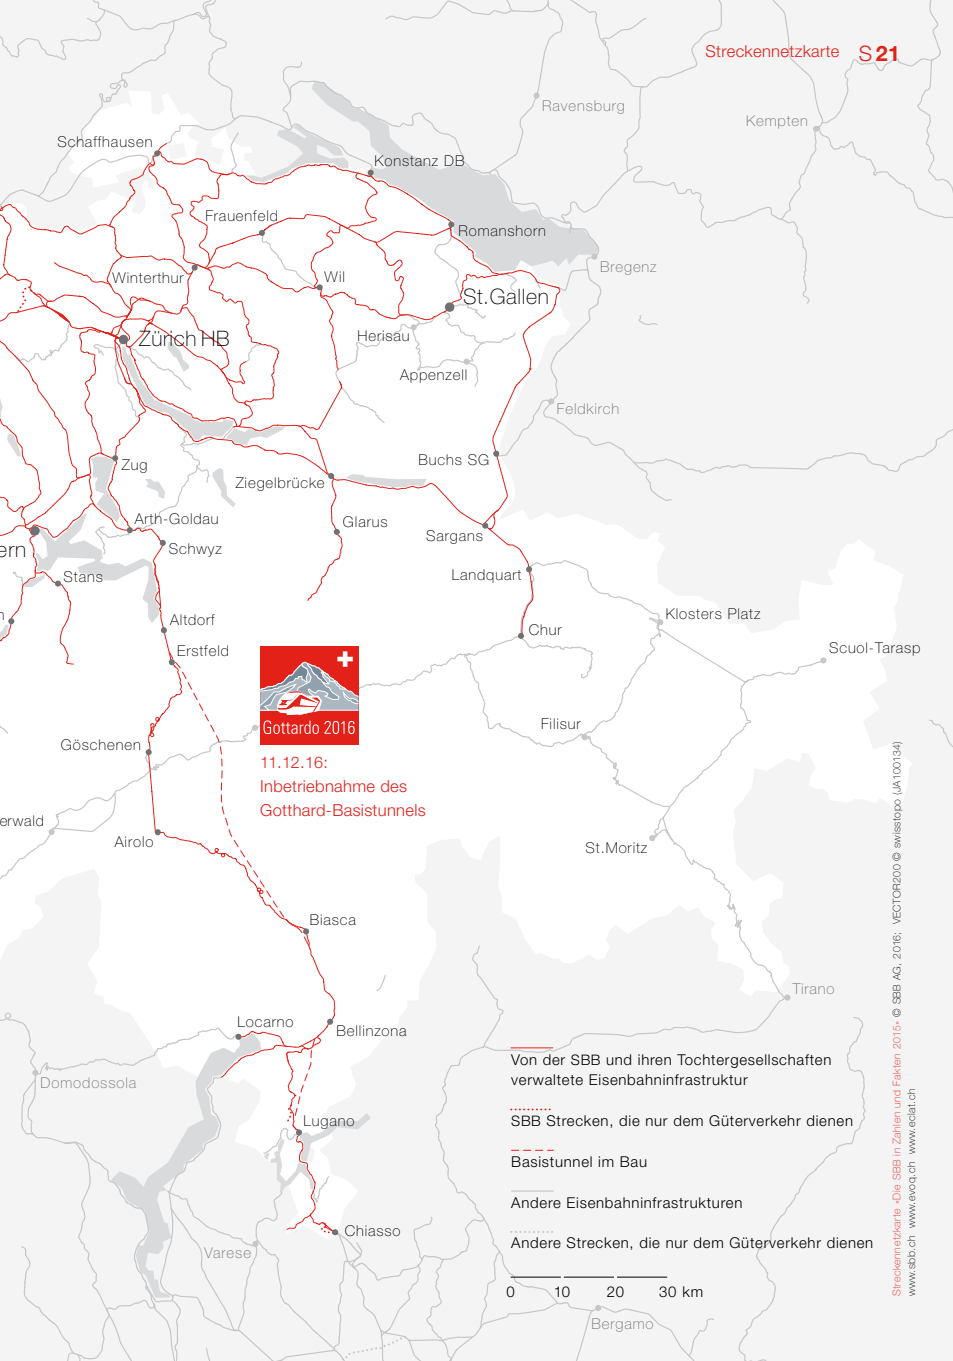 Streckennetzkarte S 21
Ravensburg
Kempten
Schaffhausen
Konstanz DB
Frauenfeld
Romanshorn
Bregenz
Winterthur
Wil
St.Gallen
Zürich HB
Herisau
Appenzell
Feldkirch
Buchs SG
Zug
Ziegelbrücke
Arth-Goldau
Glarus
Sargans
ern
Schwyz
Stans
Landquart
n
Altdorf
Klosters Platz
Chur
Erstfeld
Scuol-Tarasp
Gottardo 2016
Filisur
Göschenen
11.12.16:
Inbetriebnahme des
Gotthard-Basistunnels
erwald
Airolo
St.Moritz
Biasca
Tirano
Locarno
Bellinzona
Domodossola
Lugano
Chiasso
Varese
Bergamo
Von der SBB und ihren Tochtergesellschaften
verwaltete Eisenbahninfrastruktur
SBB Strecken, die nur dem Güterverkehr dienen
Basistunnel im Bau
Andere Eisenbahninfrastrukturen
Andere Strecken, die nur dem Güterverkehr dienen
0 10 20 30 km
Streckennetzkarte «Die SBB in Zahlen und Fakten 2015» © SBB AG, 2016; VECTOR200 © swisstopo (JA100134)
www.sbb.ch www.evoq.ch www.eclat.ch